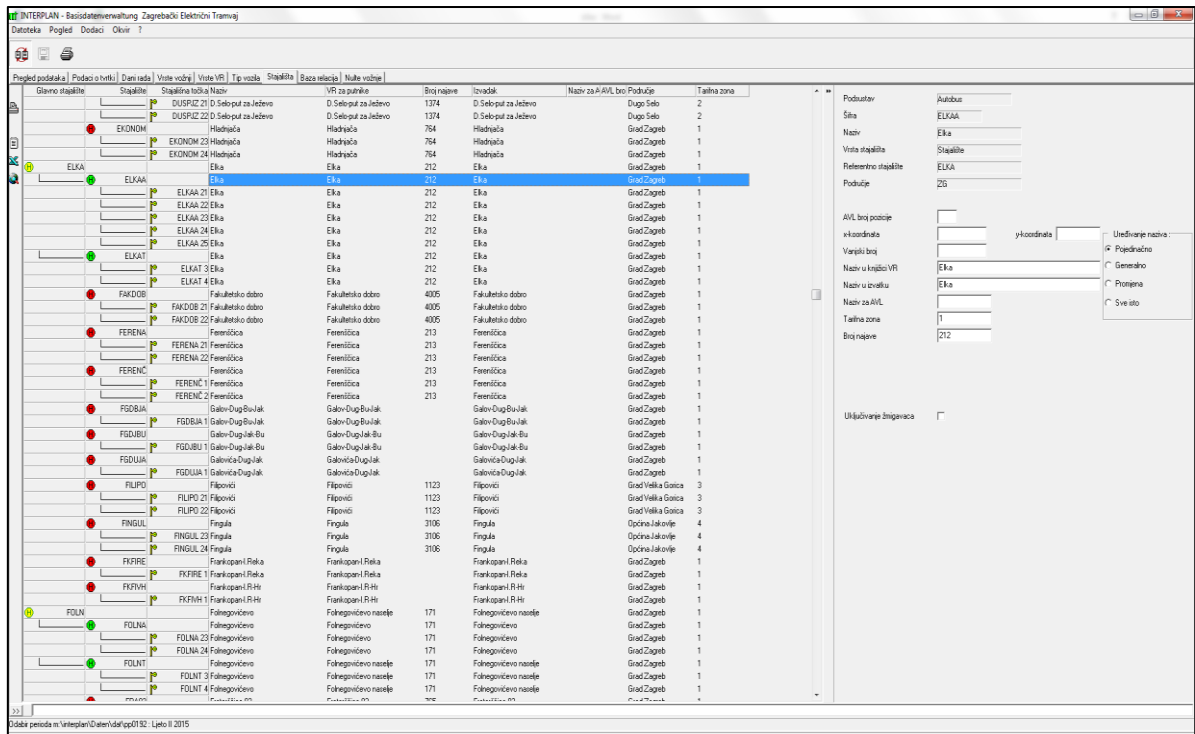 INTERPLAN - Basisdatenverwaltung Zagrebački Električni Tramvaj
Datoteka Pogled Dodaci Okvir ?
Pregled podataka Podaci o tvrtki Dani rada Vrste vožnji Vrste VR Tip vozila Stajališta Baza relacija Nulte vožnje
Glavno stajalište Stajalište Stajališna točka Naziv VR za putnike Broj najave Izvadak Naziv za A AVL bro Područje Tarifna zona
DUSPJZ 21 D.Selo-put za Ježevo D.Selo-put za Ježevo 1374 D.Selo-put za Ježevo Dugo Selo 2
DUSPJZ 22 D.Selo-put za Ježevo D.Selo-put za Ježevo 1374 D.Selo-put za Ježevo Dugo Selo 2
EKONOM Hladnjača Hladnjača 764 Hladnjača Grad Zagreb 1
EKONOM 23 Hladnjača Hladnjača 764 Hladnjača Grad Zagreb 1
EKONOM 24 Hladnjača Hladnjača 764 Hladnjača Grad Zagreb 1
ELKA Elka Elka 212 Elka Grad Zagreb 1
ELKAA Elka Elka 212 Elka Grad Zagreb 1
ELKAA 21 Elka Elka 212 Elka Grad Zagreb 1
ELKAA 22 Elka Elka 212 Elka Grad Zagreb 1
ELKAA 23 Elka Elka 212 Elka Grad Zagreb 1
ELKAA 24 Elka Elka 212 Elka Grad Zagreb 1
ELKAA 25 Elka Elka 212 Elka Grad Zagreb 1
ELKAT Elka Elka 212 Elka Grad Zagreb 1
ELKAT 3 Elka Elka 212 Elka Grad Zagreb 1
ELKAT 4 Elka Elka 212 Elka Grad Zagreb 1
FAKDOB Fakultetsko dobro Fakultetsko dobro 4005 Fakultetsko dobro Grad Zagreb 1
FAKDOB 21 Fakultetsko dobro Fakultetsko dobro 4005 Fakultetsko dobro Grad Zagreb 1
FAKDOB 22 Fakultetsko dobro Fakultetsko dobro 4005 Fakultetsko dobro Grad Zagreb 1
FERENA Ferenščica Ferenščica 213 Ferenščica Grad Zagreb 1
FERENA 21 Ferenščica Ferenščica 213 Ferenščica Grad Zagreb 1
FERENA 22 Ferenščica Ferenščica 213 Ferenščica Grad Zagreb 1
FERENČ Ferenščica Ferenščica 213 Ferenščica Grad Zagreb 1
FERENČ 1 Ferenščica Ferenščica 213 Ferenščica Grad Zagreb 1
FERENČ 2 Ferenščica Ferenščica 213 Ferenščica Grad Zagreb 1
FGDBJA Galov-Dug-Bu-Jak Galov-Dug-Bu-Jak Galov-Dug-Bu-Jak Grad Zagreb 1
FGDBJA 1 Galov-Dug-Bu-Jak Galov-Dug-Bu-Jak Galov-Dug-Bu-Jak Grad Zagreb 1
FGDJBU Galov-Dug-Jak-Bu Galov-Dug-Jak-Bu Galov-Dug-Jak-Bu Grad Zagreb 1
FGDJBU 1 Galov-Dug-Jak-Bu Galov-Dug-Jak-Bu Galov-Dug-Jak-Bu Grad Zagreb 1
FGDUJA Galovića-Dug-Jak Galovića-Dug-Jak Galovića-Dug-Jak Grad Zagreb 1
FGDUJA 1 Galovića-Dug-Jak Galovića-Dug-Jak Galovića-Dug-Jak Grad Zagreb 1
FILIPO Filipovići Filipovići 1123 Filipovići Grad Velika Gorica 3
FILIPO 21 Filipovići Filipovići 1123 Filipovići Grad Velika Gorica 3
FILIPO 22 Filipovići Filipovići 1123 Filipovići Grad Velika Gorica 3
FINGUL Fingula Fingula 3106 Fingula Općina Jakovlje 4
FINGUL 23 Fingula Fingula 3106 Fingula Općina Jakovlje 4
FINGUL 24 Fingula Fingula 3106 Fingula Općina Jakovlje 4
FKFIRE Frankopan-I.Reka Frankopan-I.Reka Frankopan-I.Reka Grad Zagreb 1
FKFIRE 1 Frankopan-I.Reka Frankopan-I.Reka Frankopan-I.Reka Grad Zagreb 1
FKFIVH Frankopan-I.R-Hr Frankopan-I.R-Hr Frankopan-I.R-Hr Grad Zagreb 1
FKFIVH 1 Frankopan-I.R-Hr Frankopan-I.R-Hr Frankopan-I.R-Hr Grad Zagreb 1
FOLN Folnegovićevo Folnegovićevo naselje 171 Folnegovićevo naselje Grad Zagreb 1
FOLNA Folnegovićevo Folnegovićevo 171 Folnegovićevo Grad Zagreb 1
FOLNA 23 Folnegovićevo Folnegovićevo 171 Folnegovićevo Grad Zagreb 1
FOLNA 24 Folnegovićevo Folnegovićevo 171 Folnegovićevo Grad Zagreb 1
FOLNT Folnegovićevo Folnegovićevo naselje 171 Folnegovićevo naselje Grad Zagreb 1
FOLNT 3 Folnegovićevo Folnegovićevo naselje 171 Folnegovićevo naselje Grad Zagreb 1
FOLNT 4 Folnegovićevo Folnegovićevo naselje 171 Folnegovićevo naselje Grad Zagreb 1
Podsustav Autobus
Šifra ELKAA
Naziv Elka
Vrsta stajališta Stajalište
Referentno stajalište ELKA
Područje ZG
AVL broj pozicije
x-koordinata y-koordinata
Vanjski broj
Naziv u knjižici VR Elka
Naziv u izvatku Elka
Naziv za AVL
Tarifna zona 1
Broj najave 212
Uređivanje naziva :
Pojedinačno
Generalno
Promjena
Sve isto
Uključivanje žmigavaca
>>
Odabir perioda m:\interplan\Daten\dat\pp0192 : Ljeto II 2015